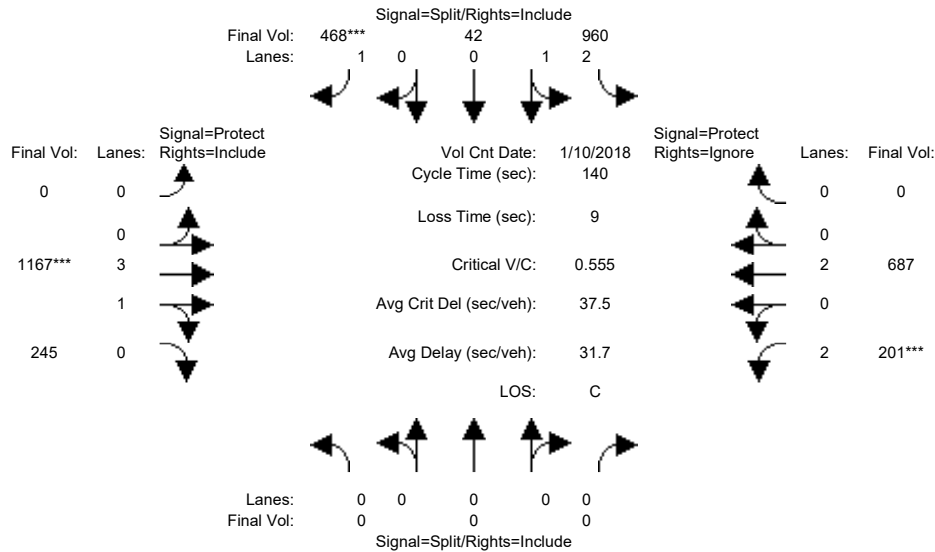 Signal=Split/Rights=Include
Final Vol: 468*** 42 960
Lanes: 1 0 0 1 2
Signal=Protect Signal=Protect
Final Vol: Lanes: Rights=Include Vol Cnt Date: 1/10/2018 Rights=Ignore Lanes: Final Vol:
Cycle Time (sec): 140
0 0 0 0
Loss Time (sec): 9
0 0
1167*** 3 Critical V/C: 0.555 2 687
1 Avg Crit Del (sec/veh): 37.5 0
245 0 Avg Delay (sec/veh): 31.7 2 201***
LOS: C
Lanes: 0 0 0 0 0
Final Vol: 0 0 0
Signal=Split/Rights=Include